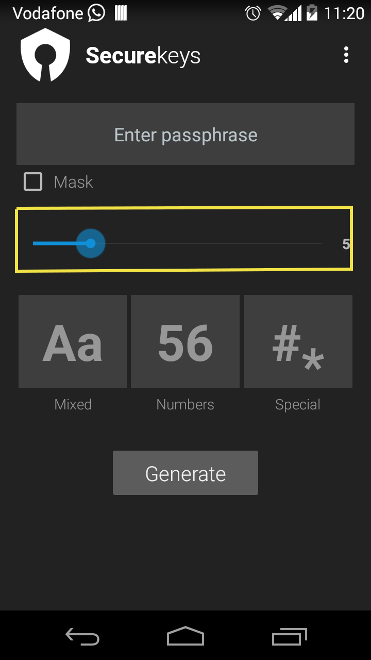 Vodafone 11:20
Securekeys
Enter passphrase
Mask
5
Aa 56 #*
Mixed Numbers Special
Generate